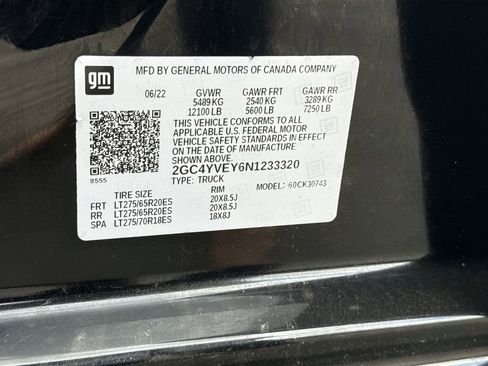 gm MFD BY GENERAL MOTORS OF CANADA COMPANY
06/22 GVWR GAWR FRT GAWR RR
5489 KG 2540 KG 3289 KG
12100 LB 5600 LB 7250 LB
THIS VEHICLE CONFORMS TO ALL
APPLICABLE U.S. FEDERAL MOTOR
VEHICLE SAFETY STANDARDS IN EFFECT
ON THE DATE OF MANUFACTURE
SHOWN ABOVE.
2GC4YVEY6N1233320
8555 TYPE: TRUCK MODEL: 60CK30743
TIRE SIZE RIM
FRT LT275/65R20ES 20X8.5J
RR LT275/65R20ES 20X8.5J
SPA LT275/70R18ES 18X8J